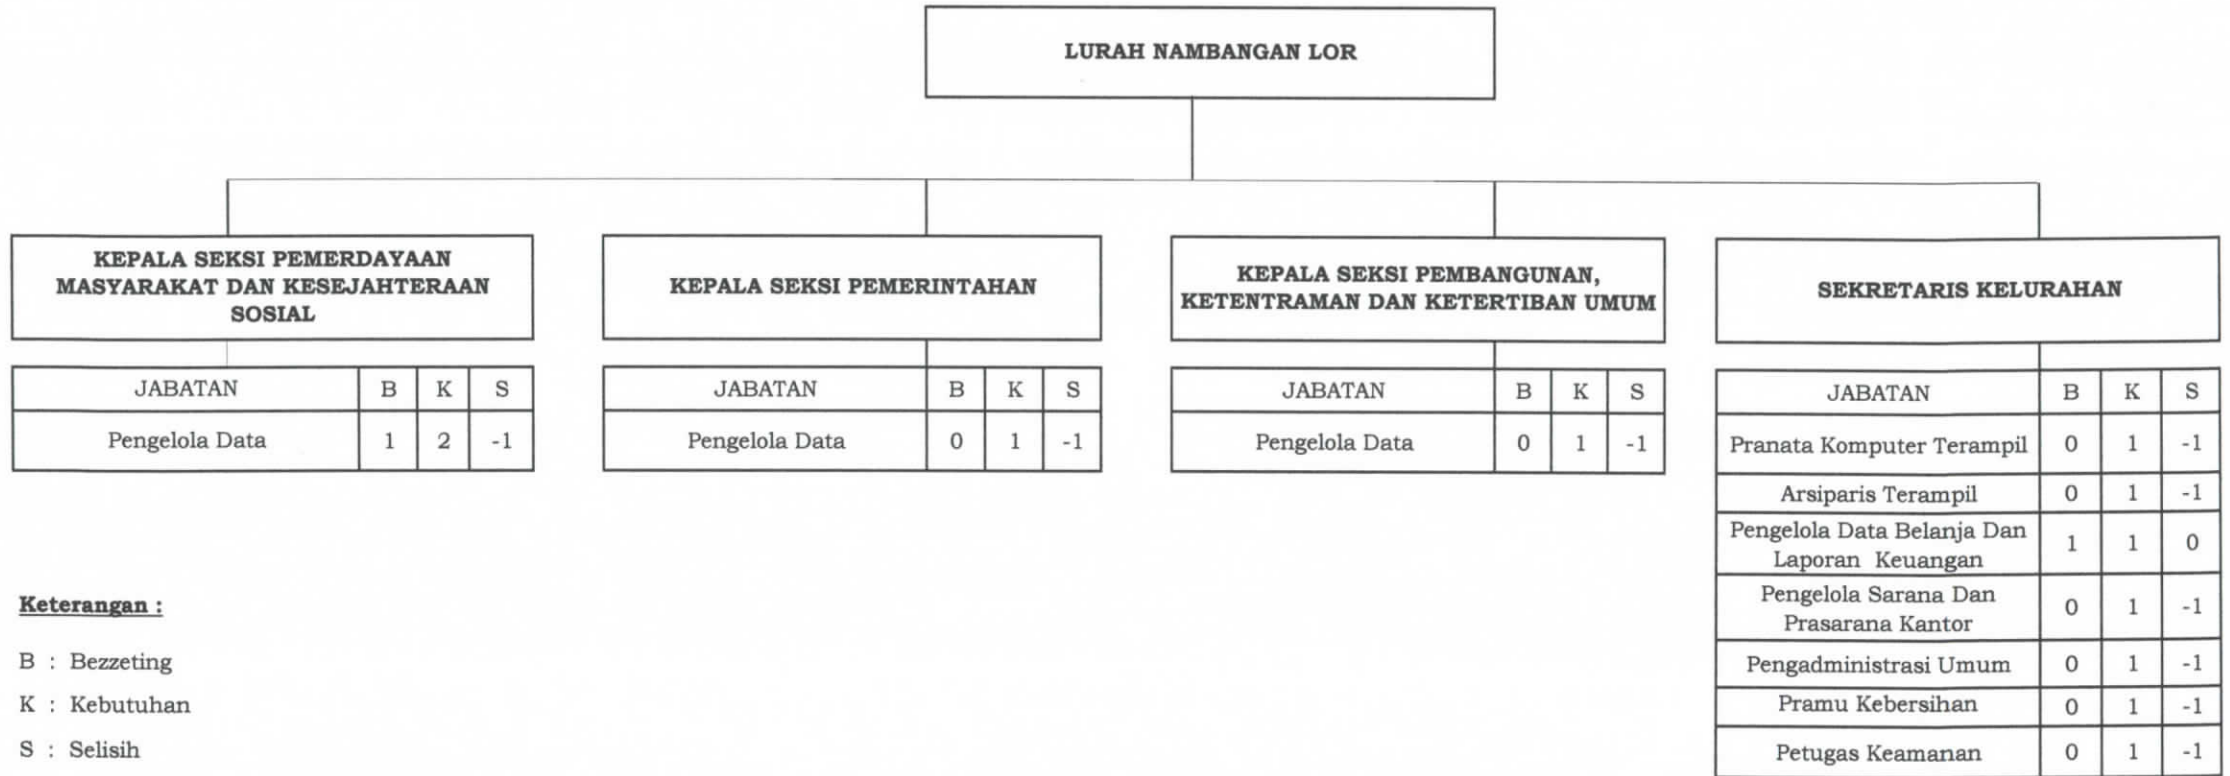 LURAH NAMBANGAN LOR
KEPALA SEKSI PEMERDAYAAN
MASYARAKAT DAN KESEJAHTERAAN
SOSIAL
JABATAN B K S
Pengelola Data 1 2 -1
KEPALA SEKSI PEMERINTAHAN
JABATAN B K S
Pengelola Data 0 1 -1
KEPALA SEKSI PEMBANGUNAN,
KETENTRAMAN DAN KETERTIBAN UMUM
JABATAN B K S
Pengelola Data 0 1 -1
SEKRETARIS KELURAHAN
JABATAN B K S
Pranata Komputer Terampil 0 1 -1
Arsiparis Terampil 0 1 -1
Pengelola Data Belanja Dan
Laporan Keuangan 1 1 0
Pengelola Sarana Dan
Prasarana Kantor 0 1 -1
Pengadministrasi Umum 0 1 -1
Pramu Kebersihan 0 1 -1
Petugas Keamanan 0 1 -1
Keterangan :
B : Bezzeting
K : Kebutuhan
S : Selisih